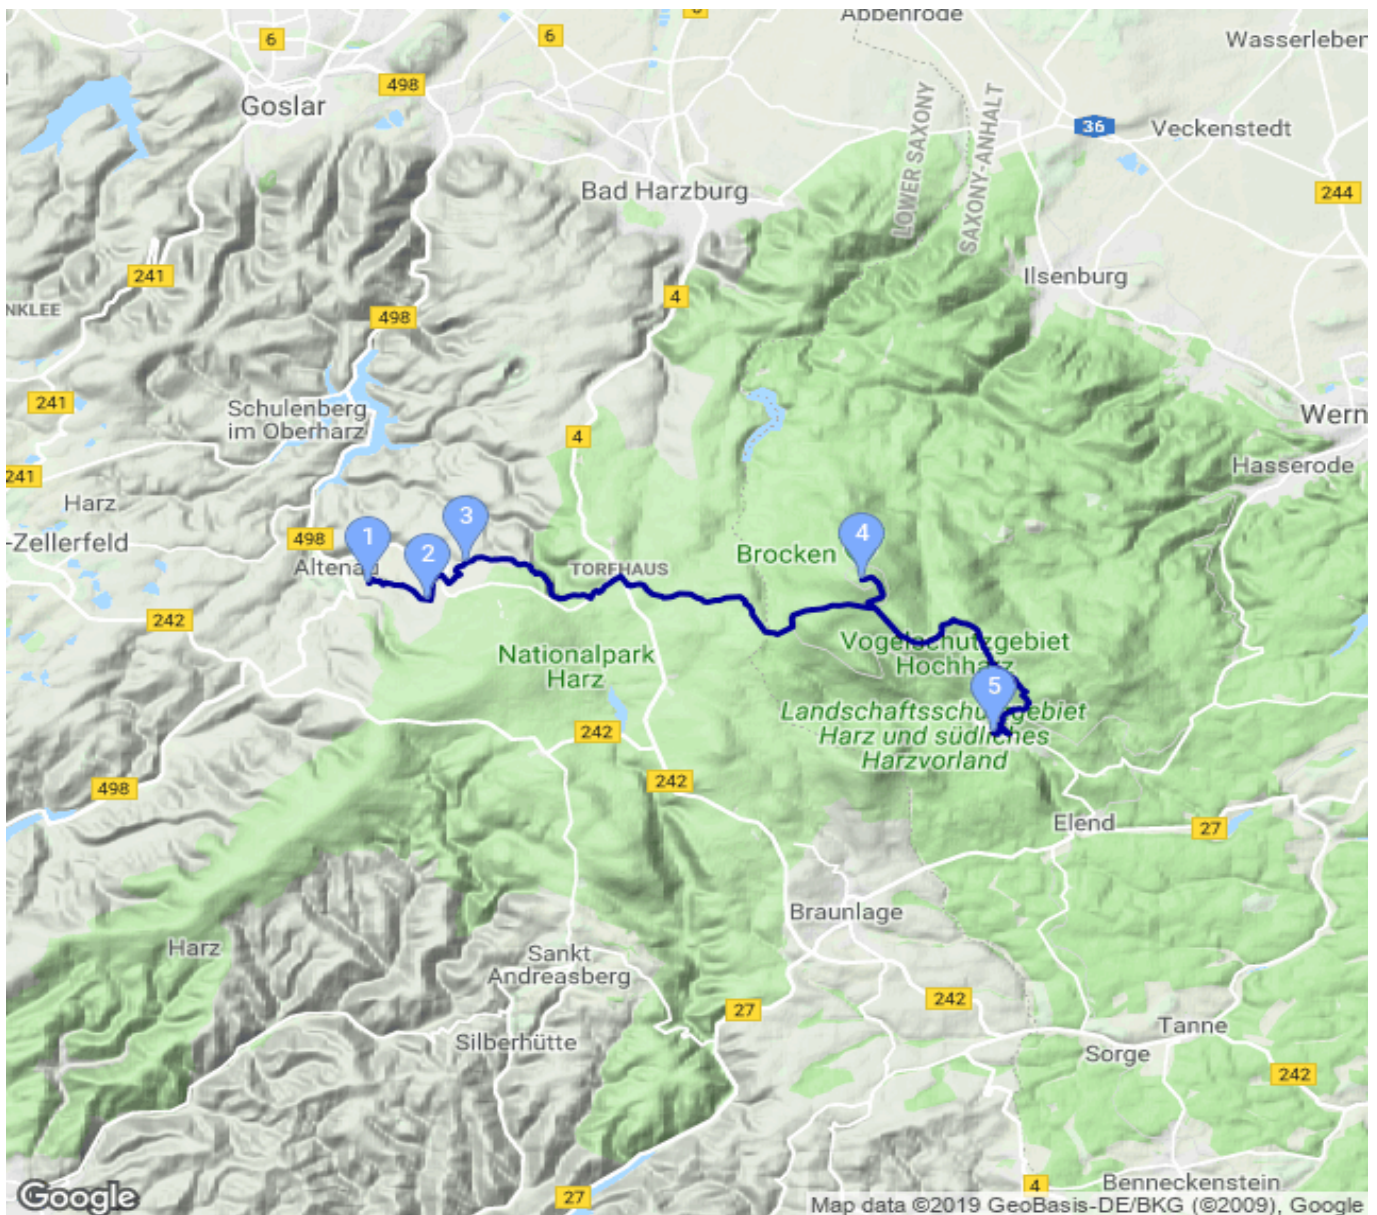 6
Abbenrode
6
6
Wasserleben
498
Goslar
LOWER SAXONY
SAXONY-ANHALT
36
Veckenstedt
Bad Harzburg
244
241
Ilsenburg
4
NKLEE
498
241
Schulenberg
im Oberharz
Wern
4
241
Hasserode
Harz
3
1
4
498
-Zellerfeld
2
Brocken
Altenau
TORFHAUS
242
Vogelschutzgebiet
Hochharz
Nationalpark
Harz
5
Landschaftsschutzgebiet
Harz und südliches
Harzvorland
242
242
498
Elend
27
Braunlage
Harz
Sankt
Andreasberg
242
27
Tanne
Silberhütte
Sorge
242
4
Benneckenstein
27
Google
Map data ©2019 GeoBasis-DE/BKG (©2009), Google